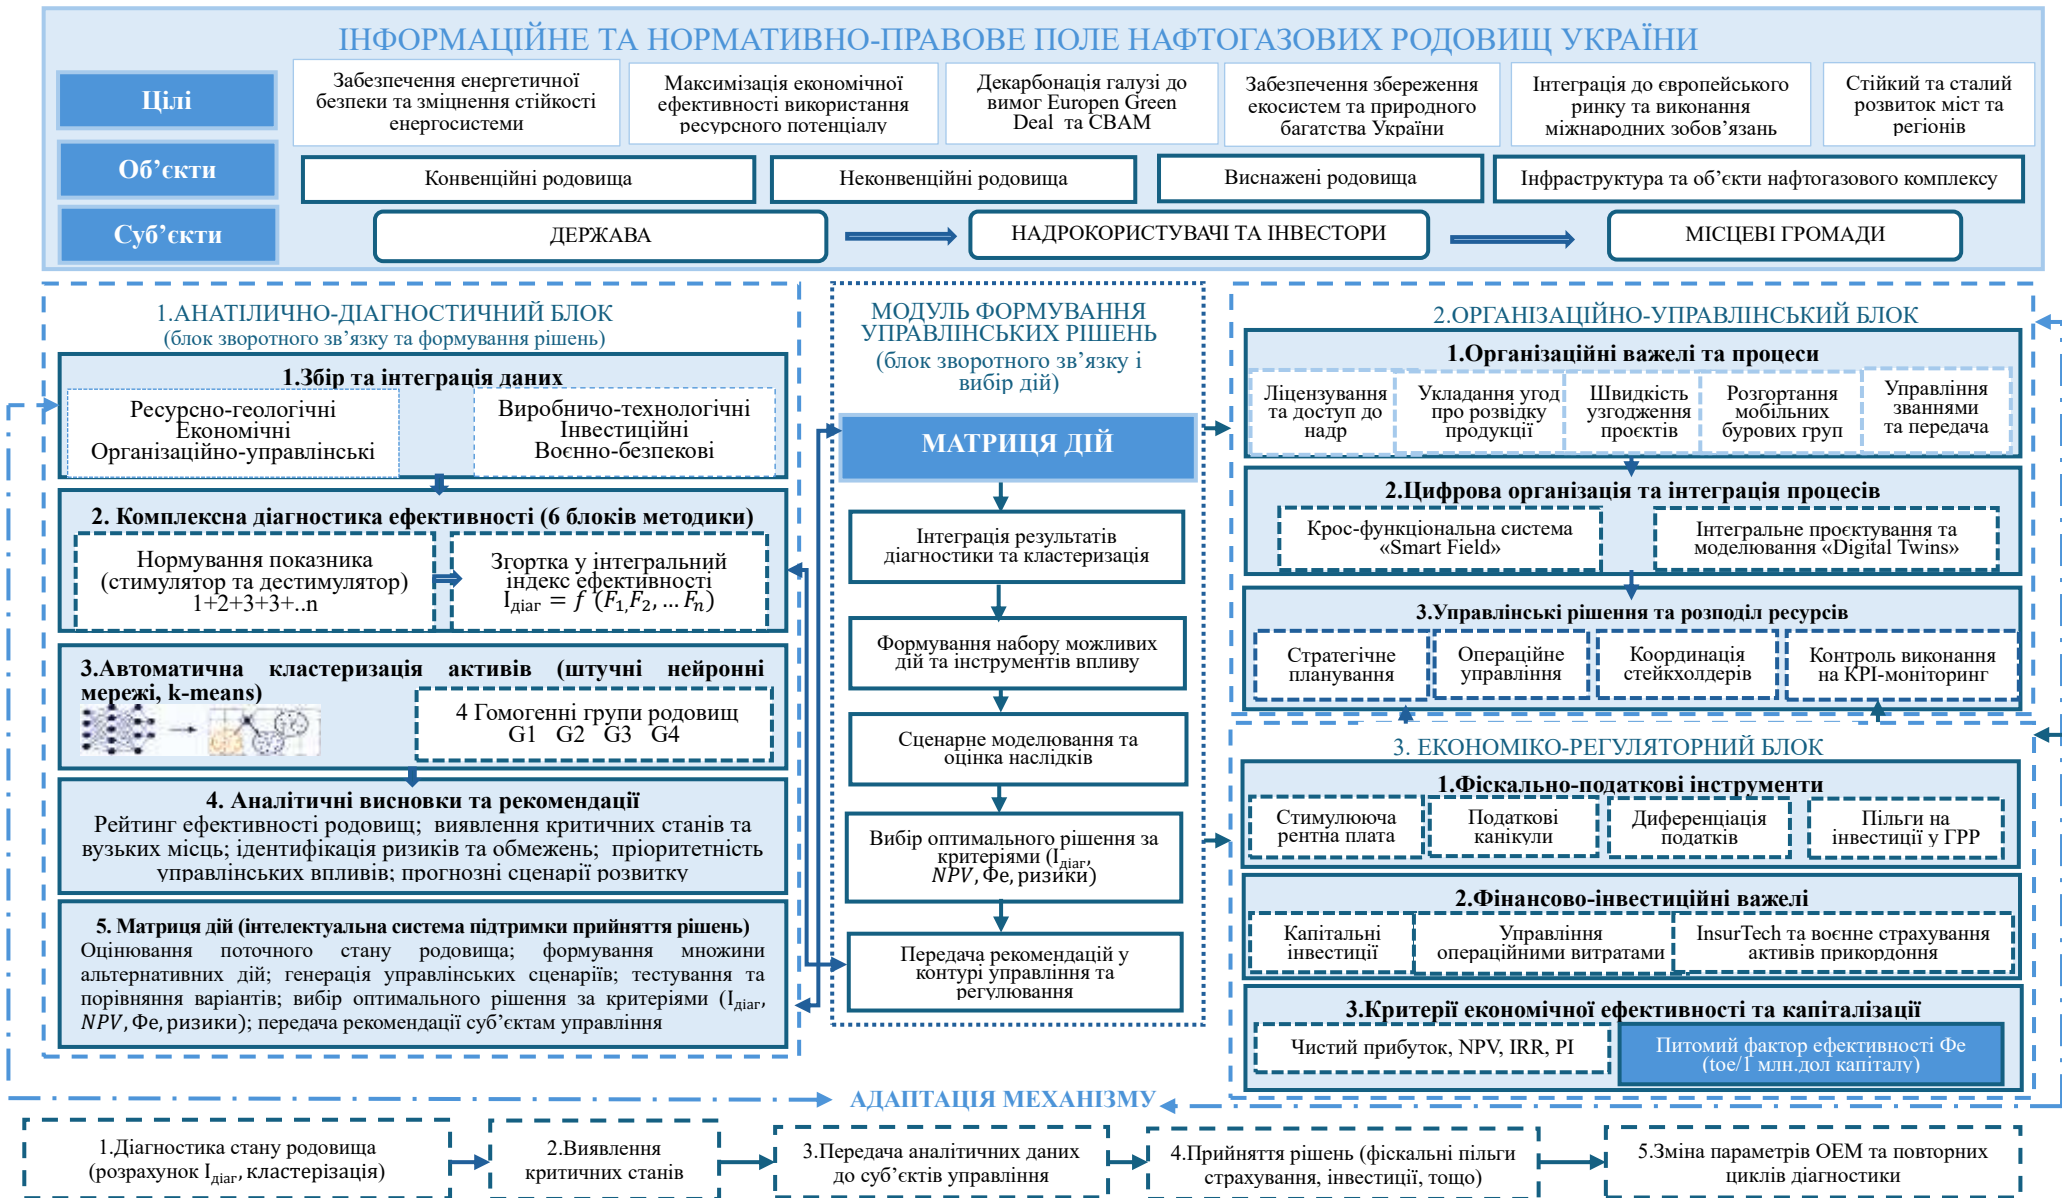 ІНФОРМАЦІЙНЕ ТА НОРМАТИВНО-ПРАВОВЕ ПОЛЕ НАФТОГАЗОВИХ РОДОВИЩ УКРАЇНИ
Цілі
Забезпечення енергетичної
безпеки та зміцнення стійкості
енергосистеми
Максимізація економічної
ефективності використання
ресурсного потенціалу
Декарбонація галузі до
вимог Europen Green
Deal та CBAM
Забезпечення збереження
екосистем та природного
багатства України
Інтеграція до європейського
ринку та виконання
міжнародних зобов’язань
Стійкий та сталий
розвиток міст та
регіонів
Об’єкти
Конвенційні родовища
Неконвенційні родовища
Виснажені родовища
Інфраструктура та об’єкти нафтогазового комплексу
Суб’єкти
ДЕРЖАВА
НАДРОКОРИСТУВАЧІ ТА ІНВЕСТОРИ
МІСЦЕВІ ГРОМАДИ
1.АНАТІЛИЧНО-ДІАГНОСТИЧНИЙ БЛОК
(блок зворотного зв’язку та формування рішень)
1.Збір та інтеграція даних
Ресурсно-геологічні
Економічні
Організаційно-управлінські
Виробничо-технологічні
Інвестиційні
Воєнно-безпекові
2. Комплексна діагностика ефективності (6 блоків методики)
Нормування показника
(стимулятор та дестимулятор)
1+2+3+3+..n
Згортка у інтегральний
індекс ефективності
Iдіаг = f (F1,F2, … Fn)
3.Автоматична кластеризація активів (штучні нейронні
мережі, k-means)
4 Гомогенні групи родовищ
G1 G2 G3 G4
4. Аналітичні висновки та рекомендації
Рейтинг ефективності родовищ; виявлення критичних станів та
вузьких місць; ідентифікація ризиків та обмежень; пріоритетність
управлінських впливів; прогнозні сценарії розвитку
5. Матриця дій (інтелектуальна система підтримки прийняття рішень)
Оцінювання поточного стану родовища; формування множини
альтернативних дій; генерація управлінських сценаріїв; тестування та
порівняння варіантів; вибір оптимального рішення за критеріями (Iдіаг,
NPV, Фе, ризики); передача рекомендації суб’єктам управління
МОДУЛЬ ФОРМУВАННЯ
УПРАВЛІНСЬКИХ РІШЕНЬ
(блок зворотного зв’язку і
вибір дій)
МАТРИЦЯ ДІЙ
Інтеграція результатів
діагностики та кластеризація
Формування набору можливих
дій та інструментів впливу
Сценарне моделювання та
оцінка наслідків
Вибір оптимального рішення за
критеріями (Iдіаг,
NPV, Фе, ризики)
Передача рекомендацій у
контурі управління та
регулювання
2.ОРГАНІЗАЦІЙНО-УПРАВЛІНСЬКИЙ БЛОК
1.Організаційні важелі та процеси
Ліцензування
та доступ до
надр
Укладання угод
про розвідку
продукції
Швидкість
узгодження
проєктів
Розгортання
мобільних
бурових груп
Управління
званнями
та передача
2.Цифрова організація та інтеграція процесів
Крос-функціональна система
«Smart Field»
Інтегральне проєктування та
моделювання «Digital Twins»
3.Управлінські рішення та розподіл ресурсів
Стратегічне
планування
Операційне
управління
Координація
стейкхолдерів
Контроль виконання
на KPI-моніторинг
3. ЕКОНОМІКО-РЕГУЛЯТОРНИЙ БЛОК
1.Фіскально-податкові інструменти
Стимулююча
рентна плата
Податкові
канікули
Диференціація
податків
Пільги на
інвестиції у ГРР
2.Фінансово-інвестиційні важелі
Капітальні
інвестиції
Управління
операційними витратами
InsurTech та воєнне страхування
активів прикордоння
3.Критерії економічної ефективності та капіталізації
Чистий прибуток, NPV, IRR, PI
Питомий фактор ефективності Фе
(toe/1 млн.дол капіталу)
АДАПТАЦІЯ МЕХАНІЗМУ
1.Діагностика стану родовища
(розрахунок Iдіаг, кластерізація)
2.Виявлення
критичних станів
3.Передача аналітичних даних
до суб’єктів управління
4.Прийняття рішень (фіскальні пільги
страхування, інвестиції, тощо)
5.Зміна параметрів ОЕМ та повторних
циклів діагностики